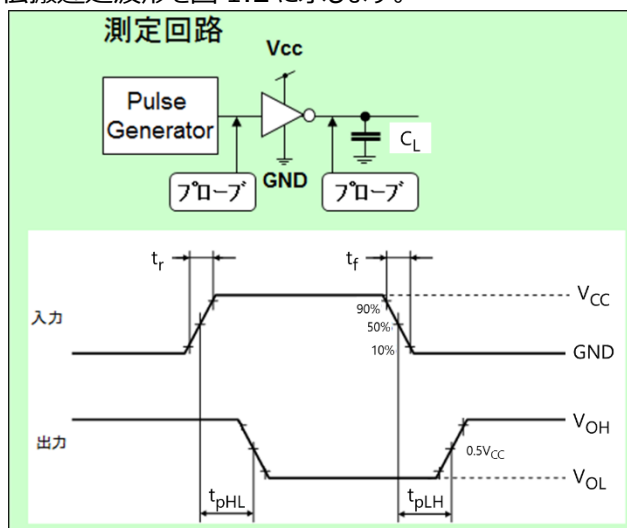 測定回路
Vcc
Pulse
Generator
CL
プローブ
GND
プローブ
tr
tf
入力
90%
50%
10%
VCC
GND
出力
VOH
0.5VCC
VOL
tpHL
tpLH